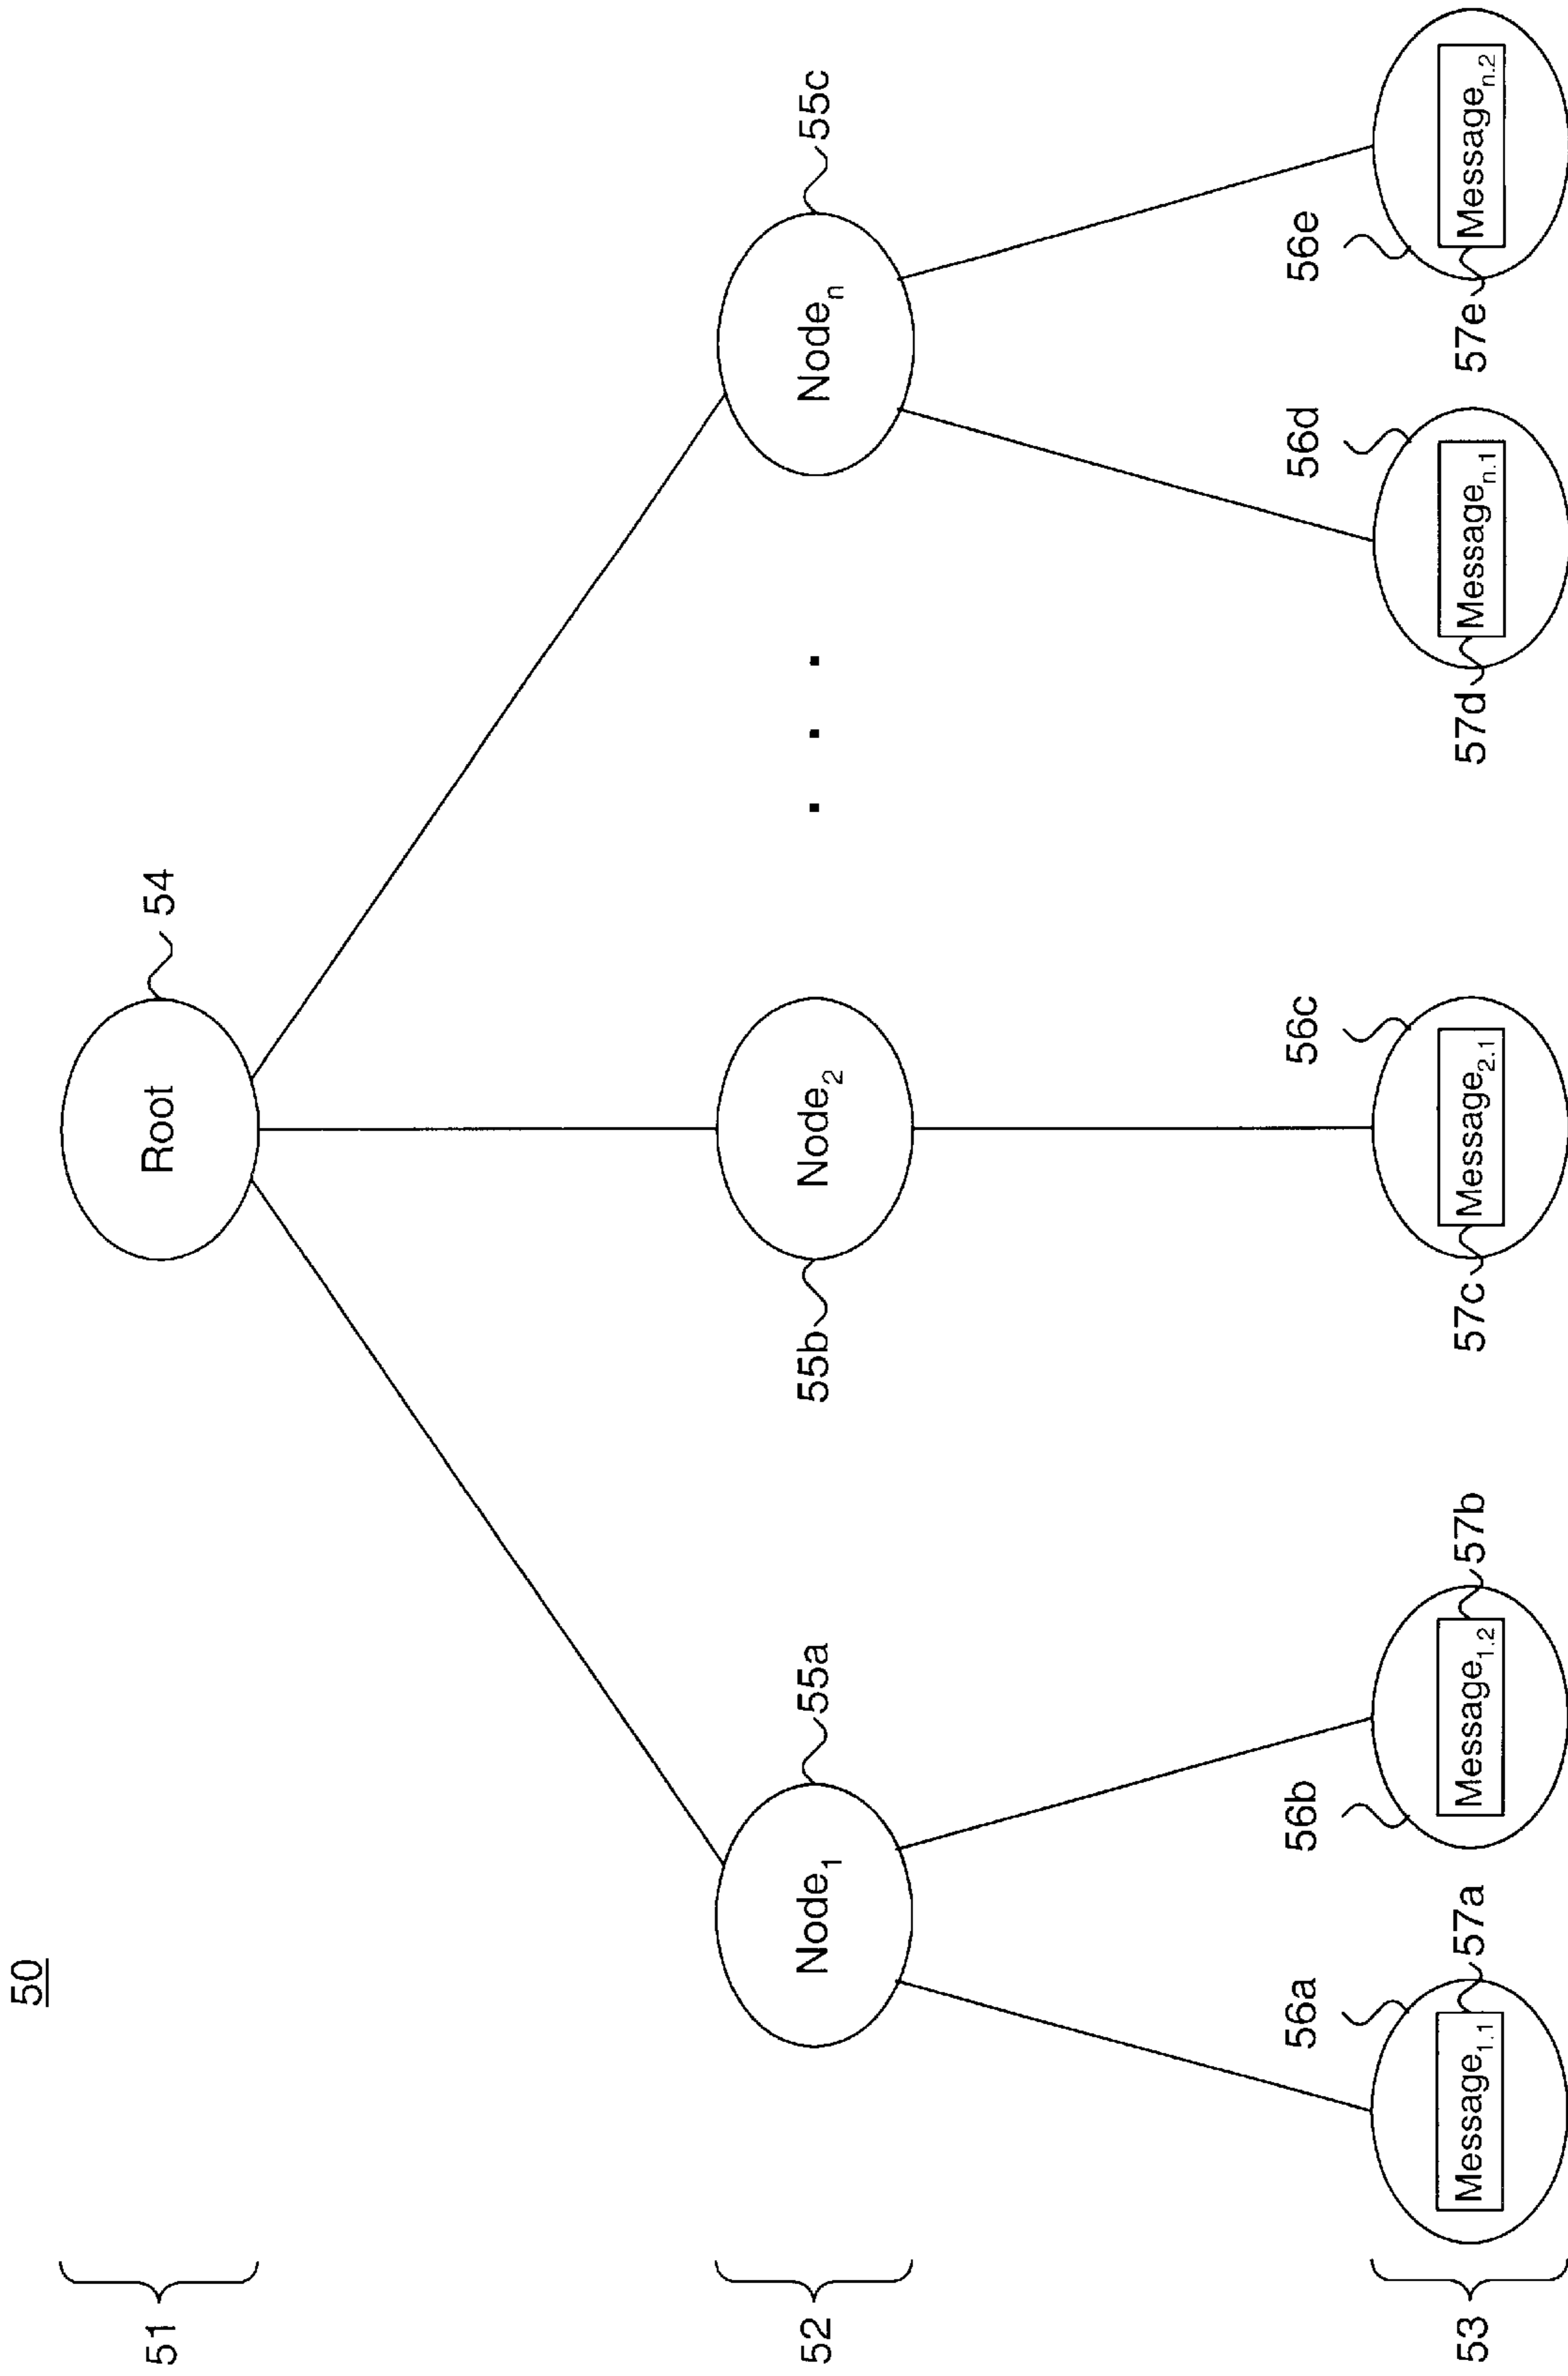 50
51
Root
54
52
Node₁
55a
55b
Node₂
. . .
Nodeₙ
55c
53
56a
Message₁.₁
57a
56b
Message₁.₂
57b
56c
57c
Message₂.₁
56d
57d
Messageₙ.₁
56e
57e
Messageₙ.₂